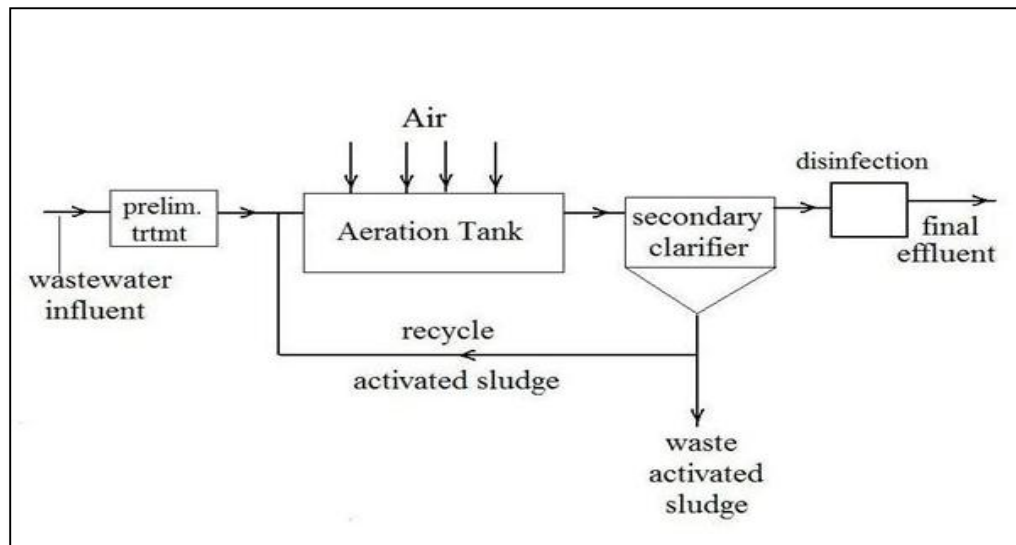 Air
disinfection
prelim.
trtmt
Aeration Tank
secondary
clarifier
final
effluent
wastewater
influent
recycle
activated sludge
waste
activated
sludge